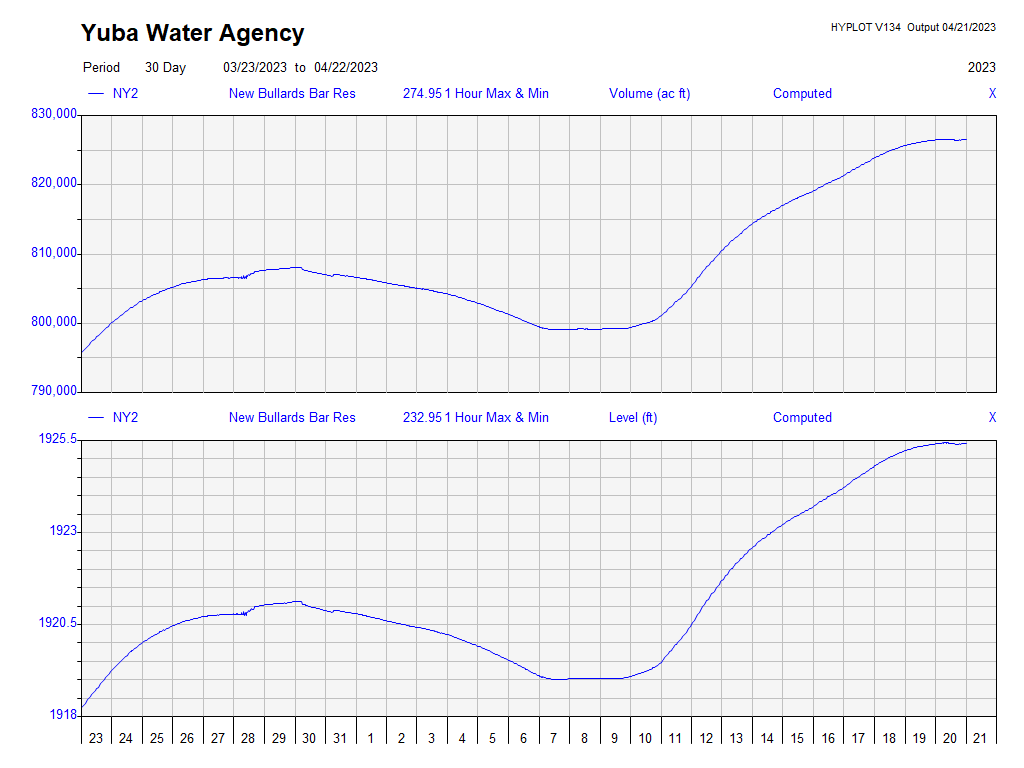 Yuba Water Agency
HYPLOT V134 Output 04/21/2023
Period 30 Day 03/23/2023 to 04/22/2023 2023
NY2 New Bullards Bar Res 274.95 1 Hour Max & Min Volume (ac ft) Computed X
830,000
820,000
810,000
800,000
790,000
NY2 New Bullards Bar Res 232.95 1 Hour Max & Min Level (ft) Computed X
1925.5
1923
1920.5
1918
23 24 25 26 27 28 29 30 31 1 2 3 4 5 6 7 8 9 10 11 12 13 14 15 16 17 18 19 20 21